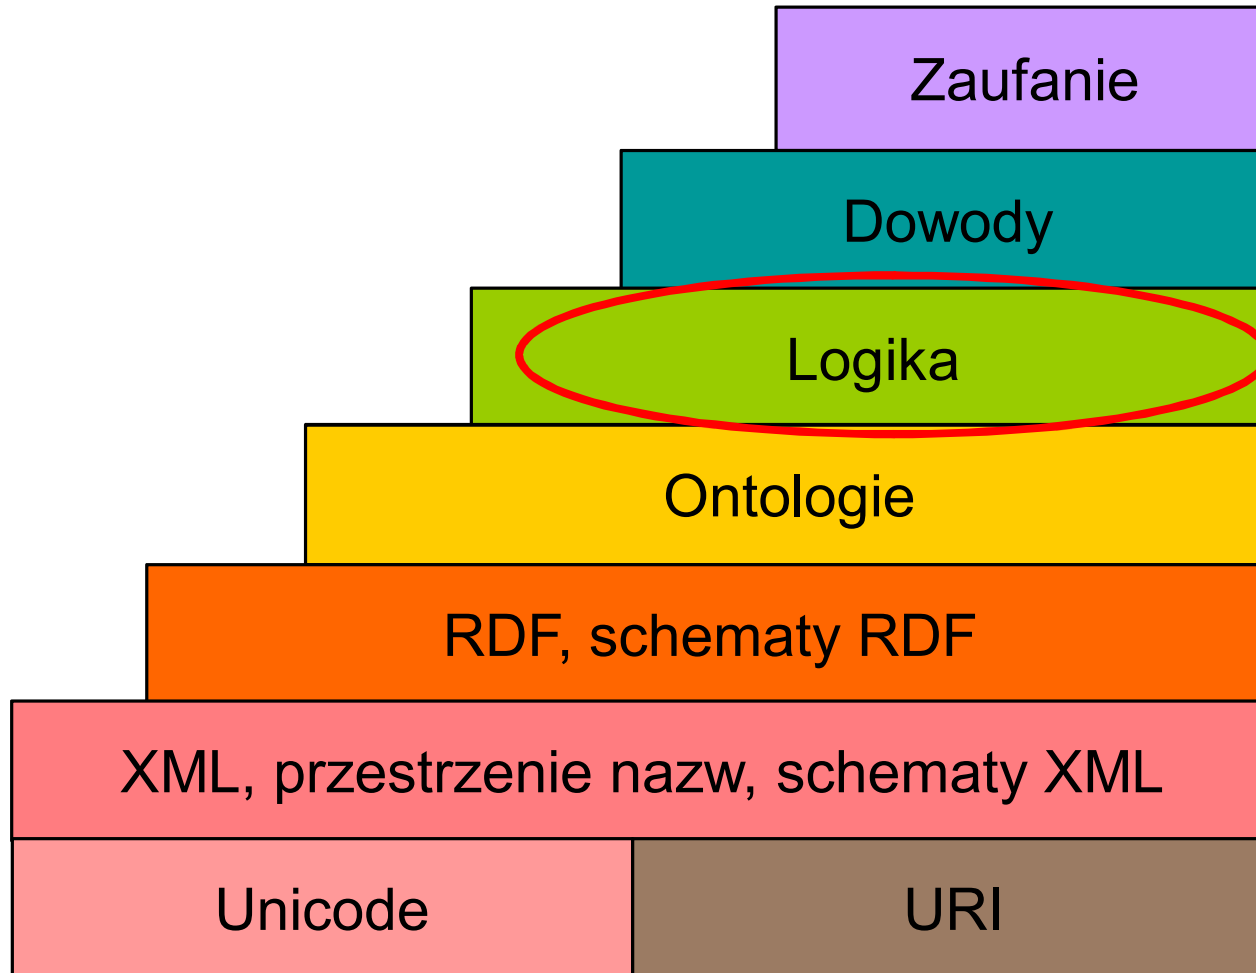 Zaufanie
Dowody
Logika
Ontologie
RDF, schematy RDF
XML, przestrzenie nazw, schematy XML
Unicode
URI